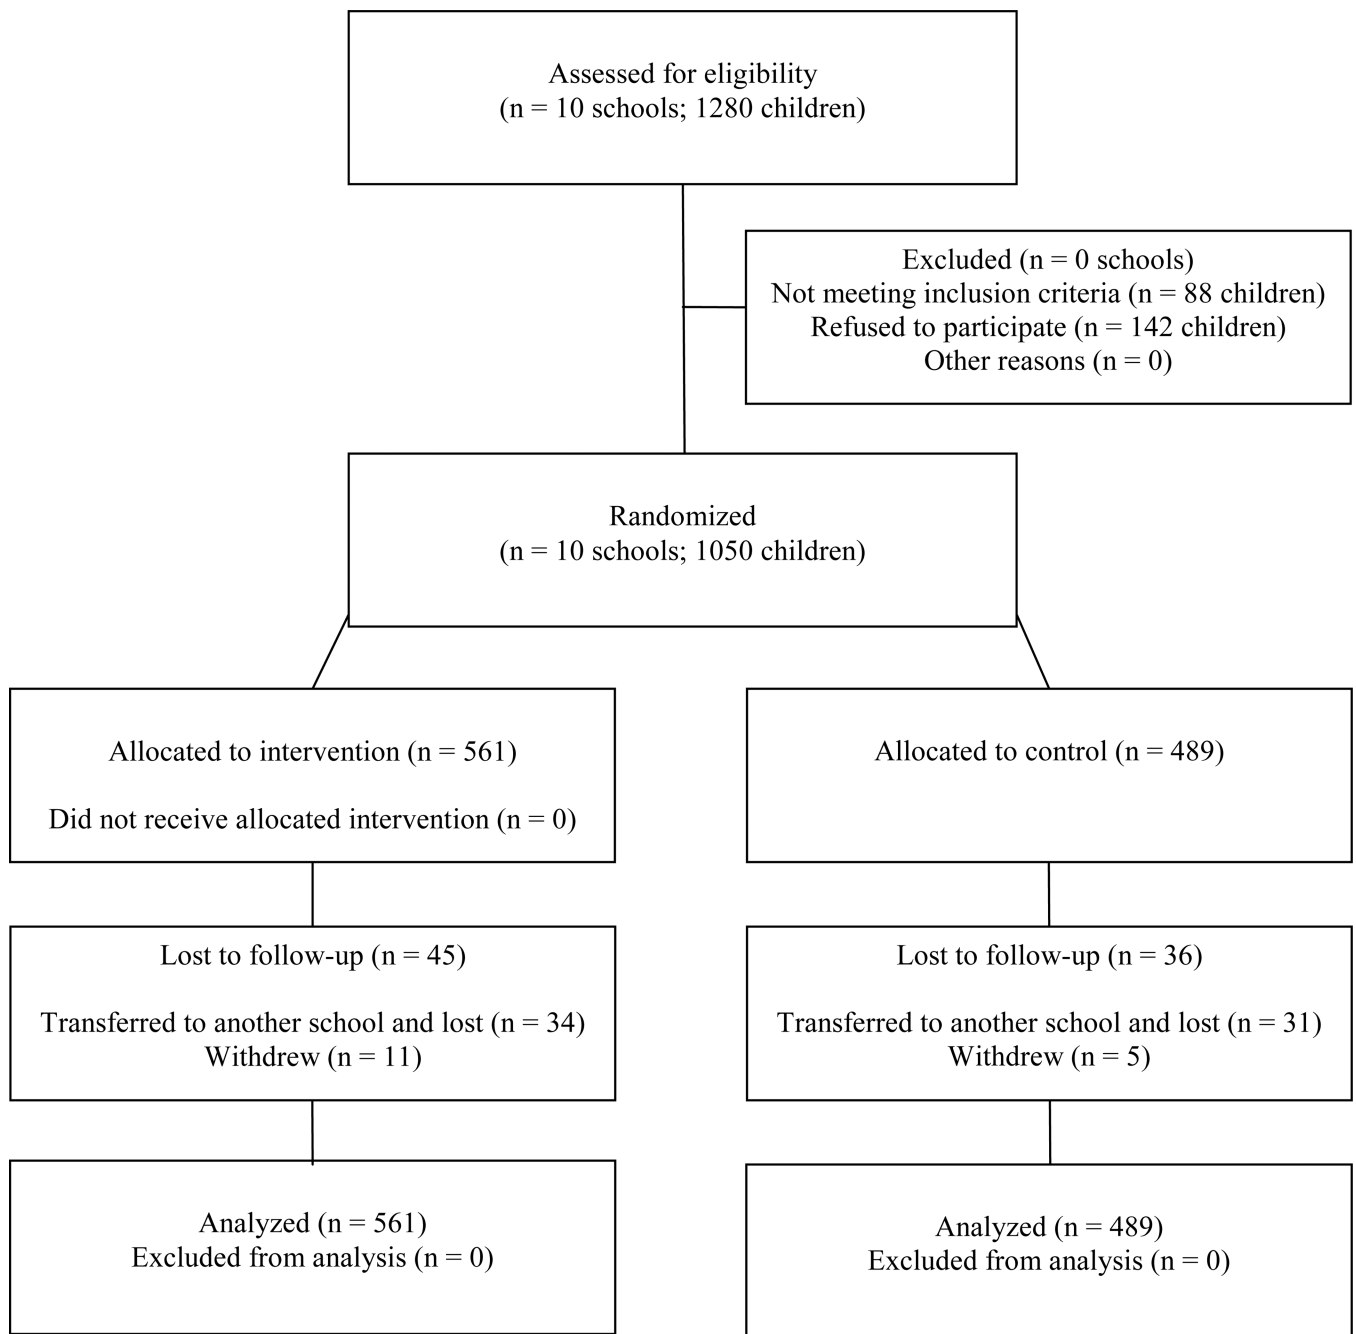 Assessed for eligibility
(n = 10 schools; 1280 children)
Excluded (n = 0 schools)
Not meeting inclusion criteria (n = 88 children)
Refused to participate (n = 142 children)
Other reasons (n = 0)
Randomized
(n = 10 schools; 1050 children)
Allocated to intervention (n = 561)
Did not receive allocated intervention (n = 0)
Allocated to control (n = 489)
Lost to follow-up (n = 45)
Transferred to another school and lost (n = 34)
Withdrew (n = 11)
Lost to follow-up (n = 36)
Transferred to another school and lost (n = 31)
Withdrew (n = 5)
Analyzed (n = 561)
Excluded from analysis (n = 0)
Analyzed (n = 489)
Excluded from analysis (n = 0)